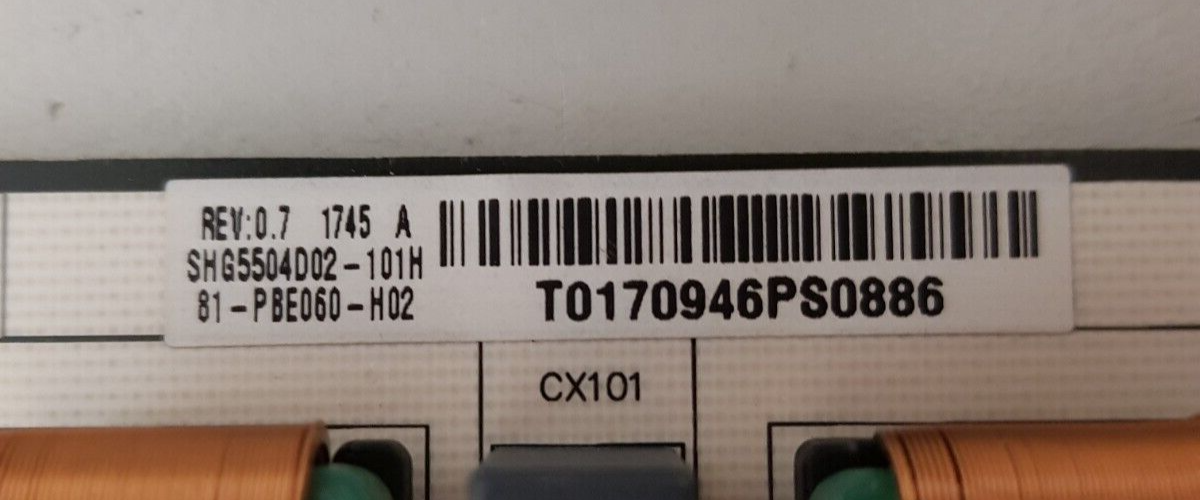 REV:0.7 1745 A
SHG5504D02-101H
81-PBE060-H02
T0170946PS0886
CX101